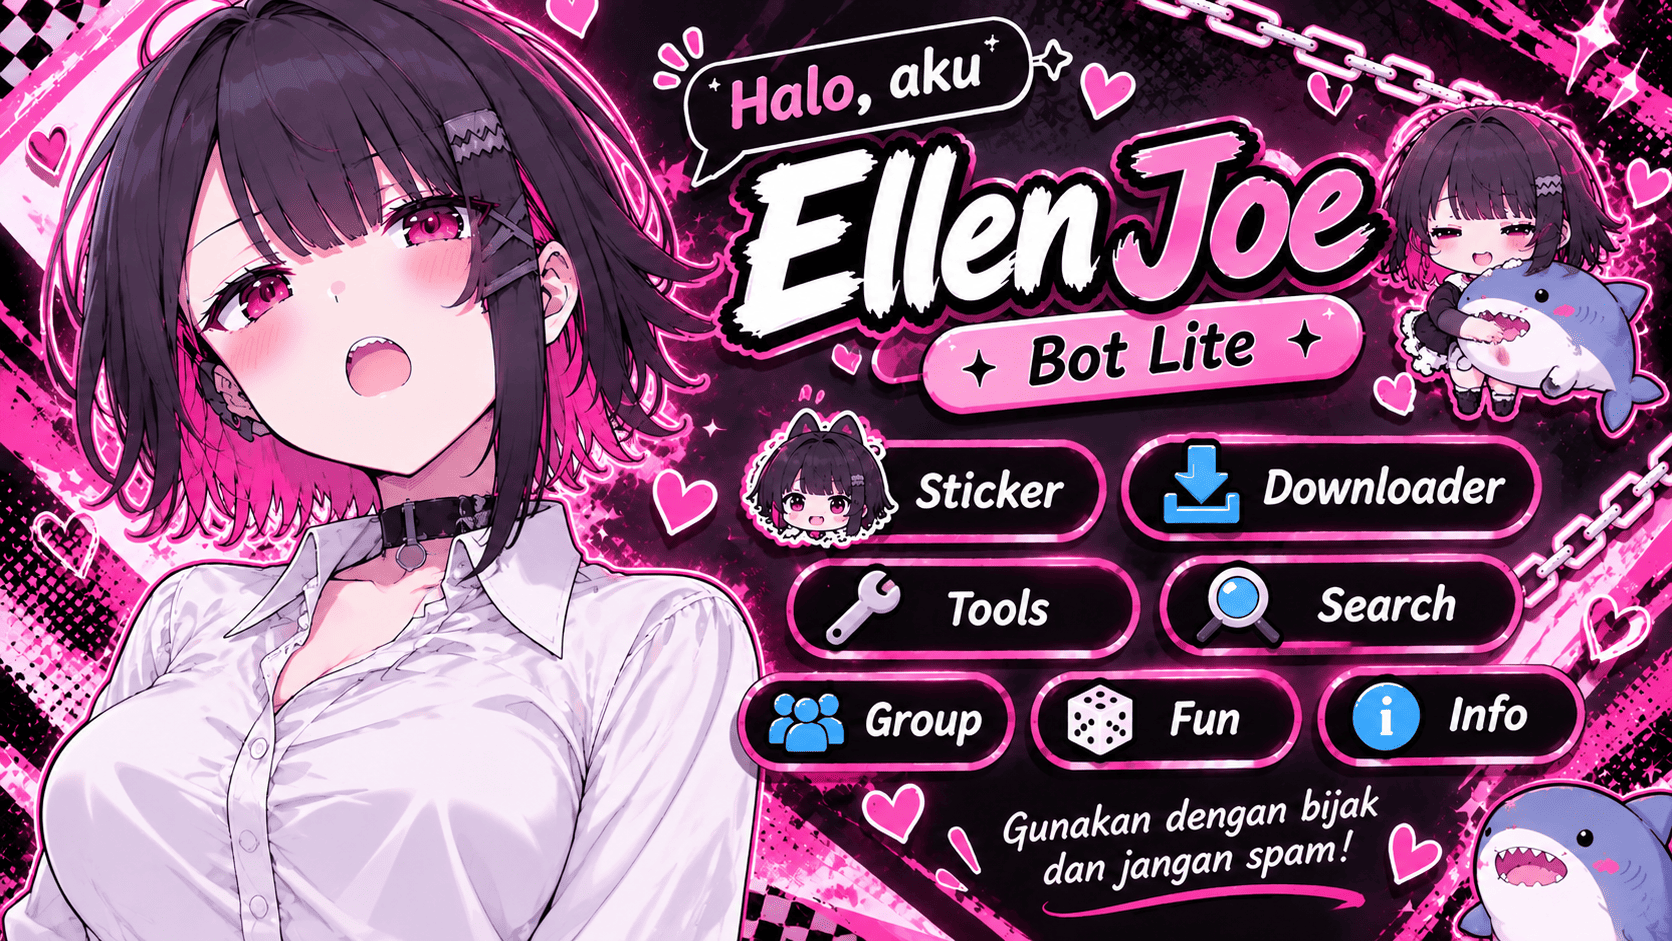 Halo, aku
Ellen Joe
Bot Lite
Sticker
Downloader
Tools
Search
Group
Fun
i
Info
Gunakan dengan bijak
dan jangan spam!